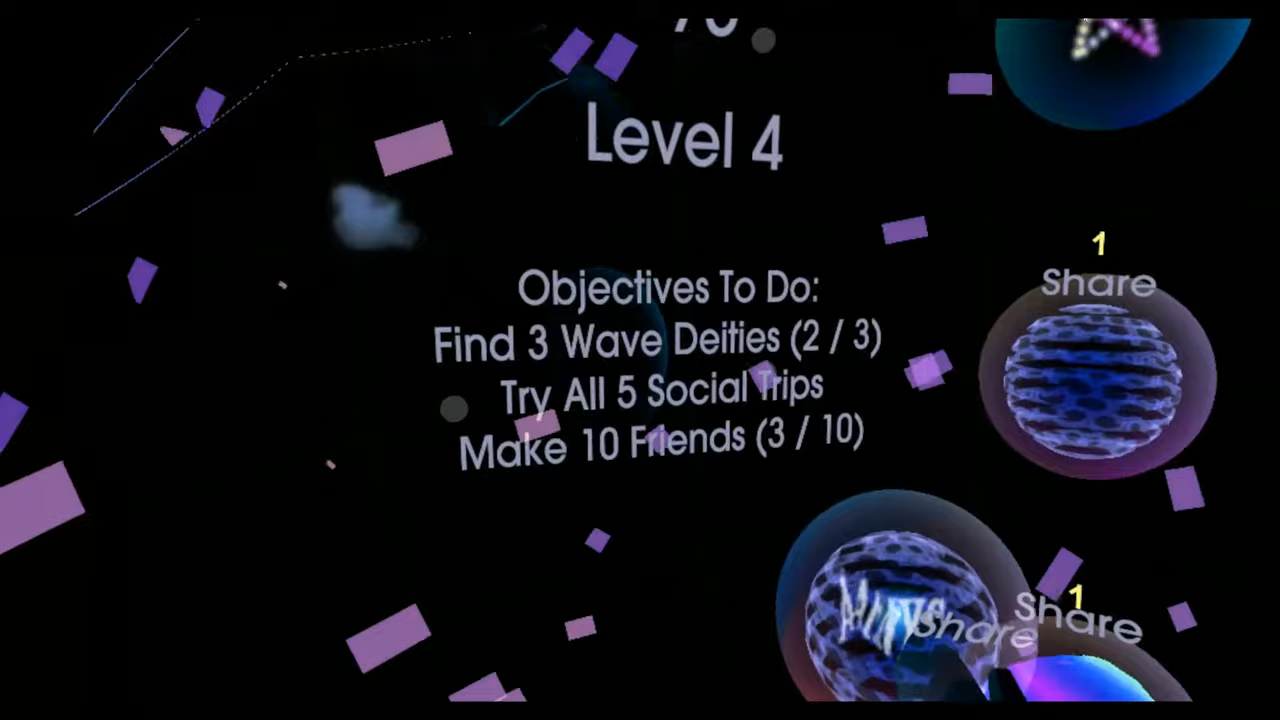 Level 4
Objectives To Do:
Find 3 Wave Deities (2 / 3)
Try All 5 Social Trips
Make 10 Friends (3 / 10)
1
Share
1
Share
Share